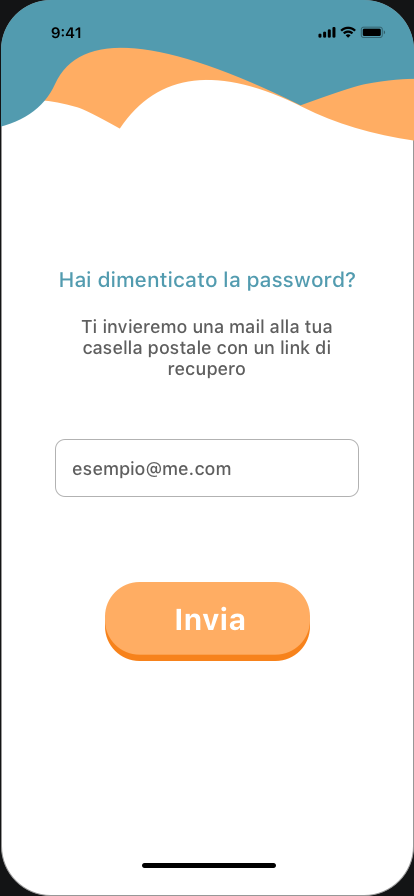 9:41
Hai dimenticato la password?
Ti invieremo una mail alla tua
casella postale con un link di
recupero
esempio@me.com
Invia